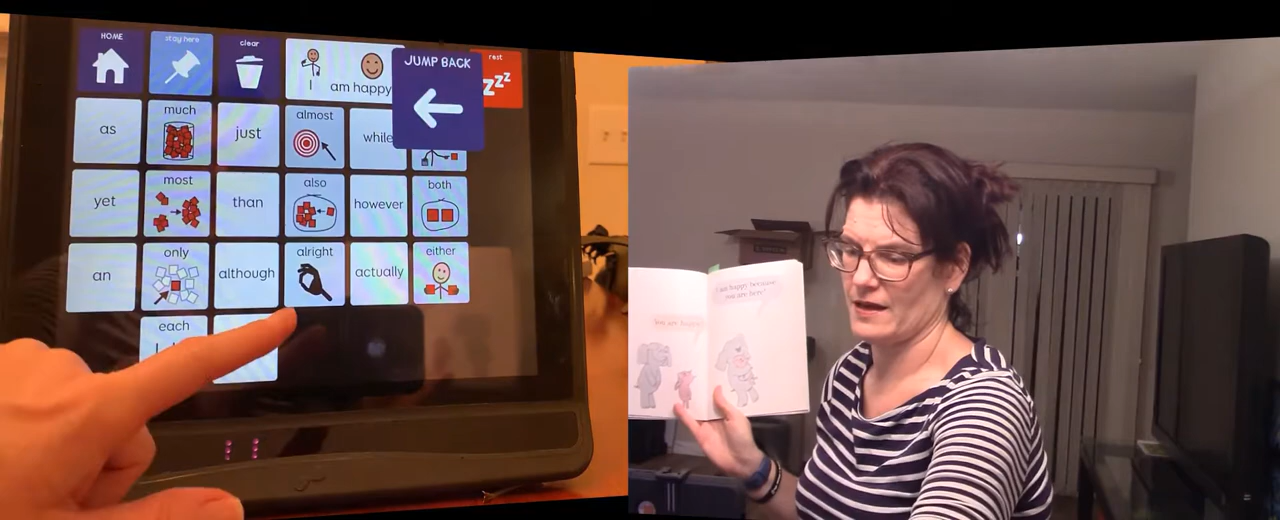 HOME
stay here
clear
I am happy
JUMP BACK
rest
zzz
as
much
just
almost
while
yet
most
than
also
however
both
an
only
although
alright
actually
either
each
I am happy because
you are here!
You are happy